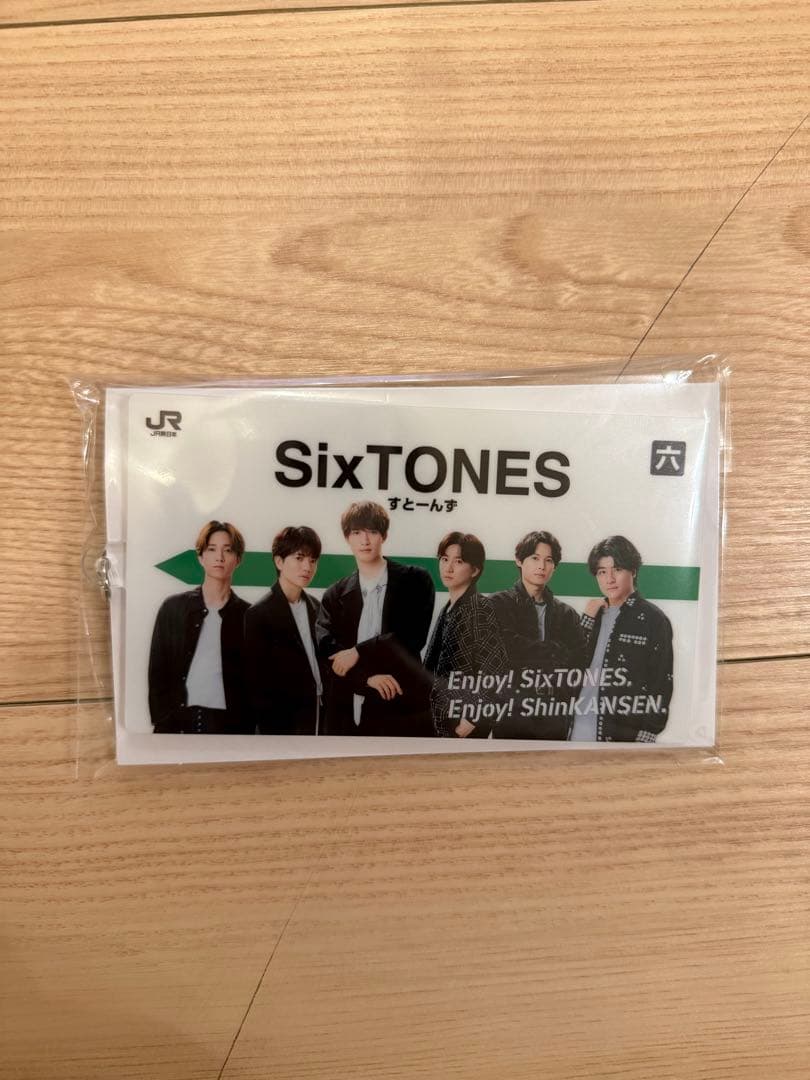 JR
JR東日本
六
SixTONES
すとーんず
Enjoy! SixTONES.
Enjoy! ShinKANSEN.